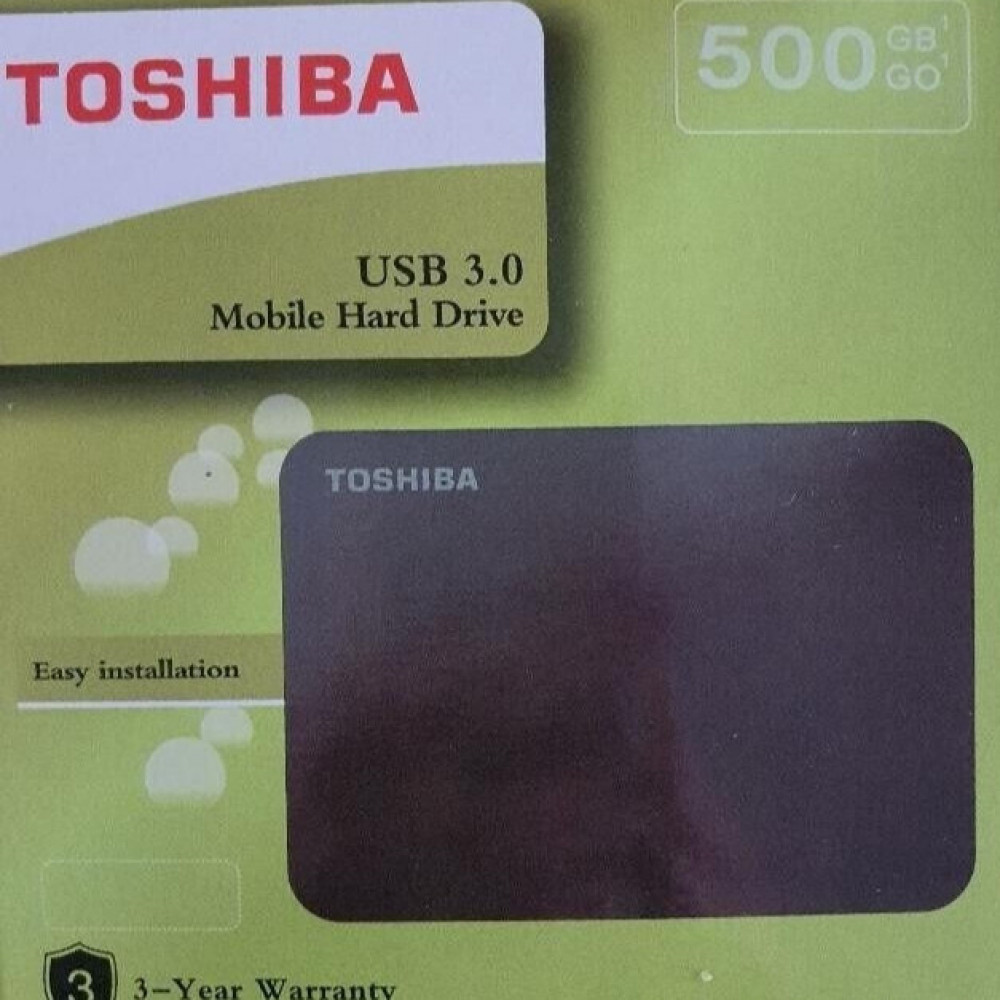 TOSHIBA
500 GB¹
GO¹
USB 3.0
Mobile Hard Drive
TOSHIBA
Easy installation
3 3-Year Warranty